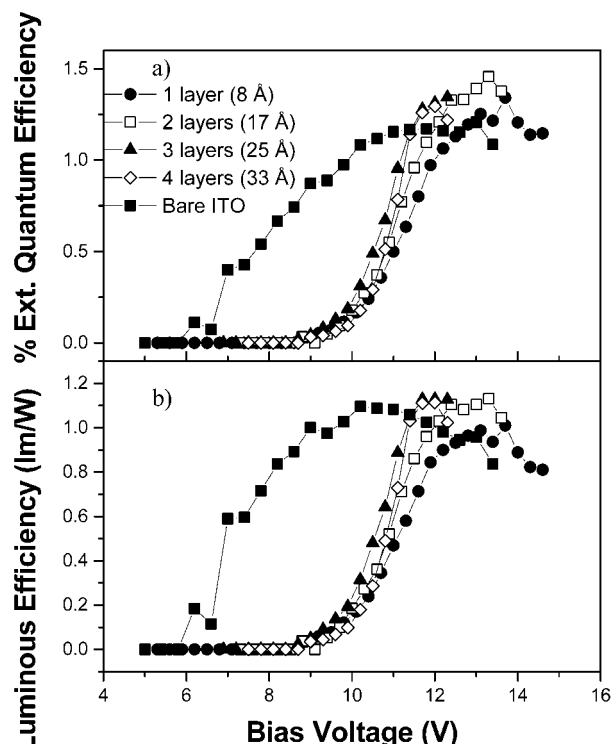 % Ext. Quantum Efficiency
1.5
1.0
0.5
0.0
a)
1 layer (8 Å)
2 layers (17 Å)
3 layers (25 Å)
4 layers (33 Å)
Bare ITO
Luminous Efficiency (lm/W)
1.2
1.0
0.8
0.6
0.4
0.2
0.0
b)
4
6
8
10
12
14
16
Bias Voltage (V)